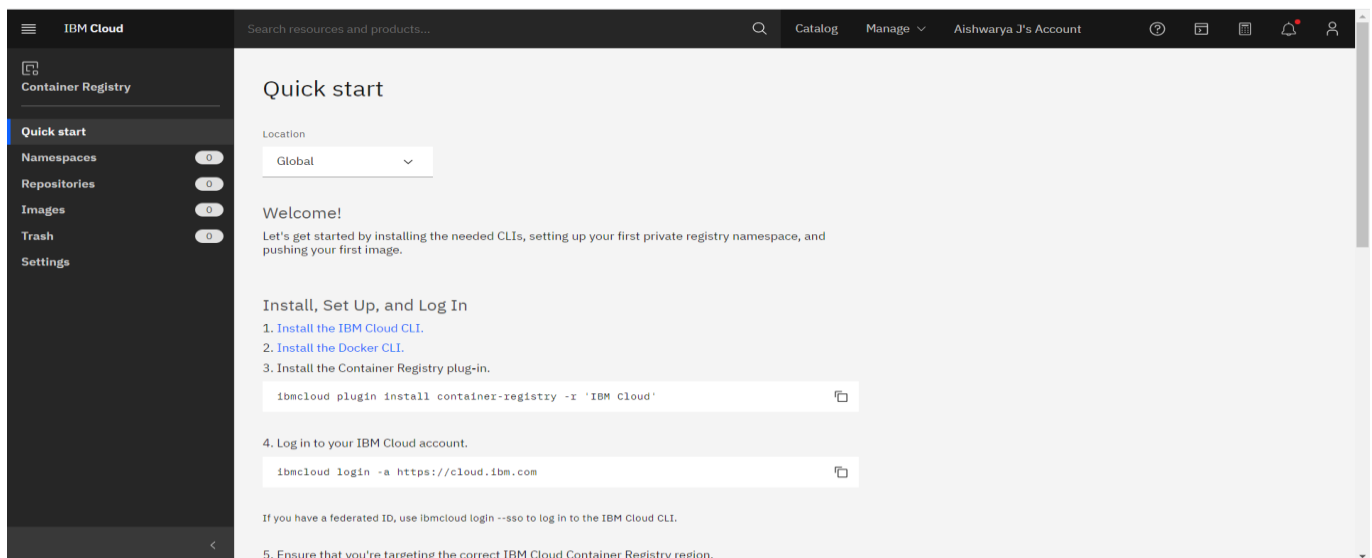 IBM Cloud
Search resources and products...
Catalog
Manage
Aishwarya J's Account
Container Registry
Quick start
Namespaces 0
Repositories 0
Images 0
Trash 0
Settings
Quick start
Location
Global
Welcome!
Let's get started by installing the needed CLIs, setting up your first private registry namespace, and
pushing your first image.
Install, Set Up, and Log In
1. Install the IBM Cloud CLI.
2. Install the Docker CLI.
3. Install the Container Registry plug-in.
ibmcloud plugin install container-registry -r 'IBM Cloud'
4. Log in to your IBM Cloud account.
ibmcloud login -a https://cloud.ibm.com
If you have a federated ID, use ibmcloud login --sso to log in to the IBM Cloud CLI.
5. Ensure that you're targeting the correct IBM Cloud Container Registry region.